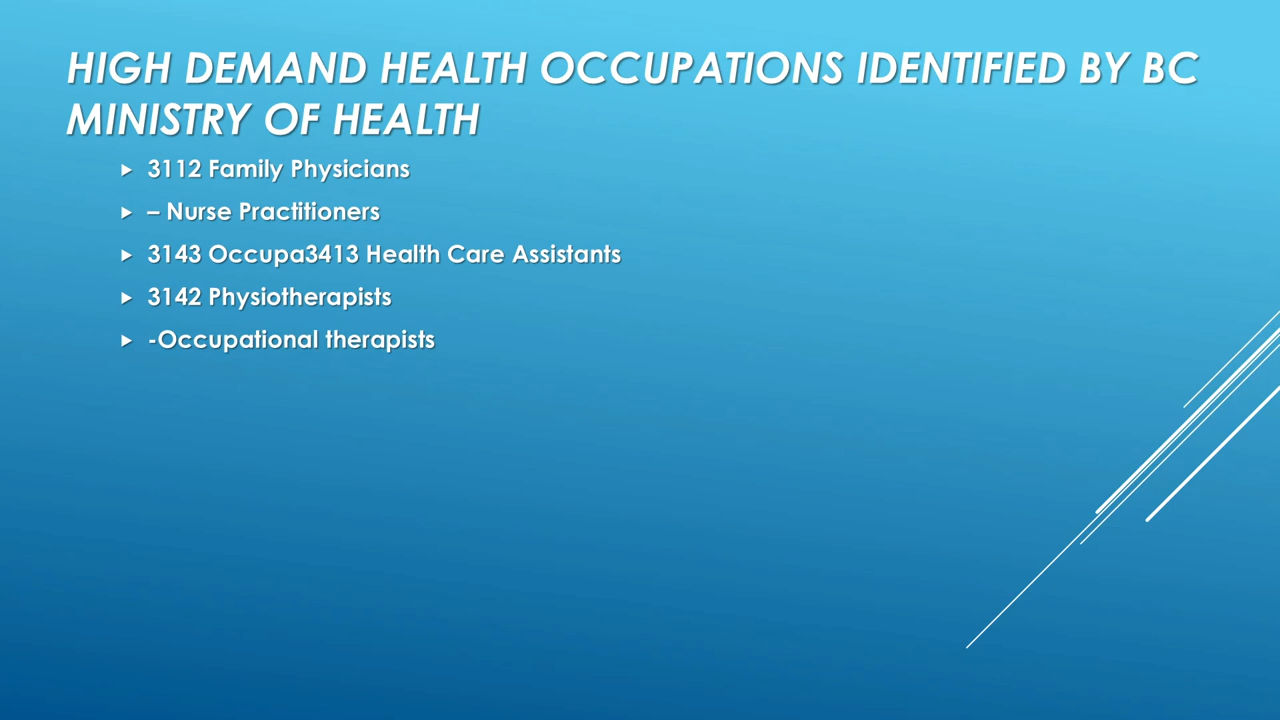 HIGH DEMAND HEALTH OCCUPATIONS IDENTIFIED BY BC
MINISTRY OF HEALTH
3112 Family Physicians
– Nurse Practitioners
3143 Occupa3413 Health Care Assistants
3142 Physiotherapists
-Occupational therapists